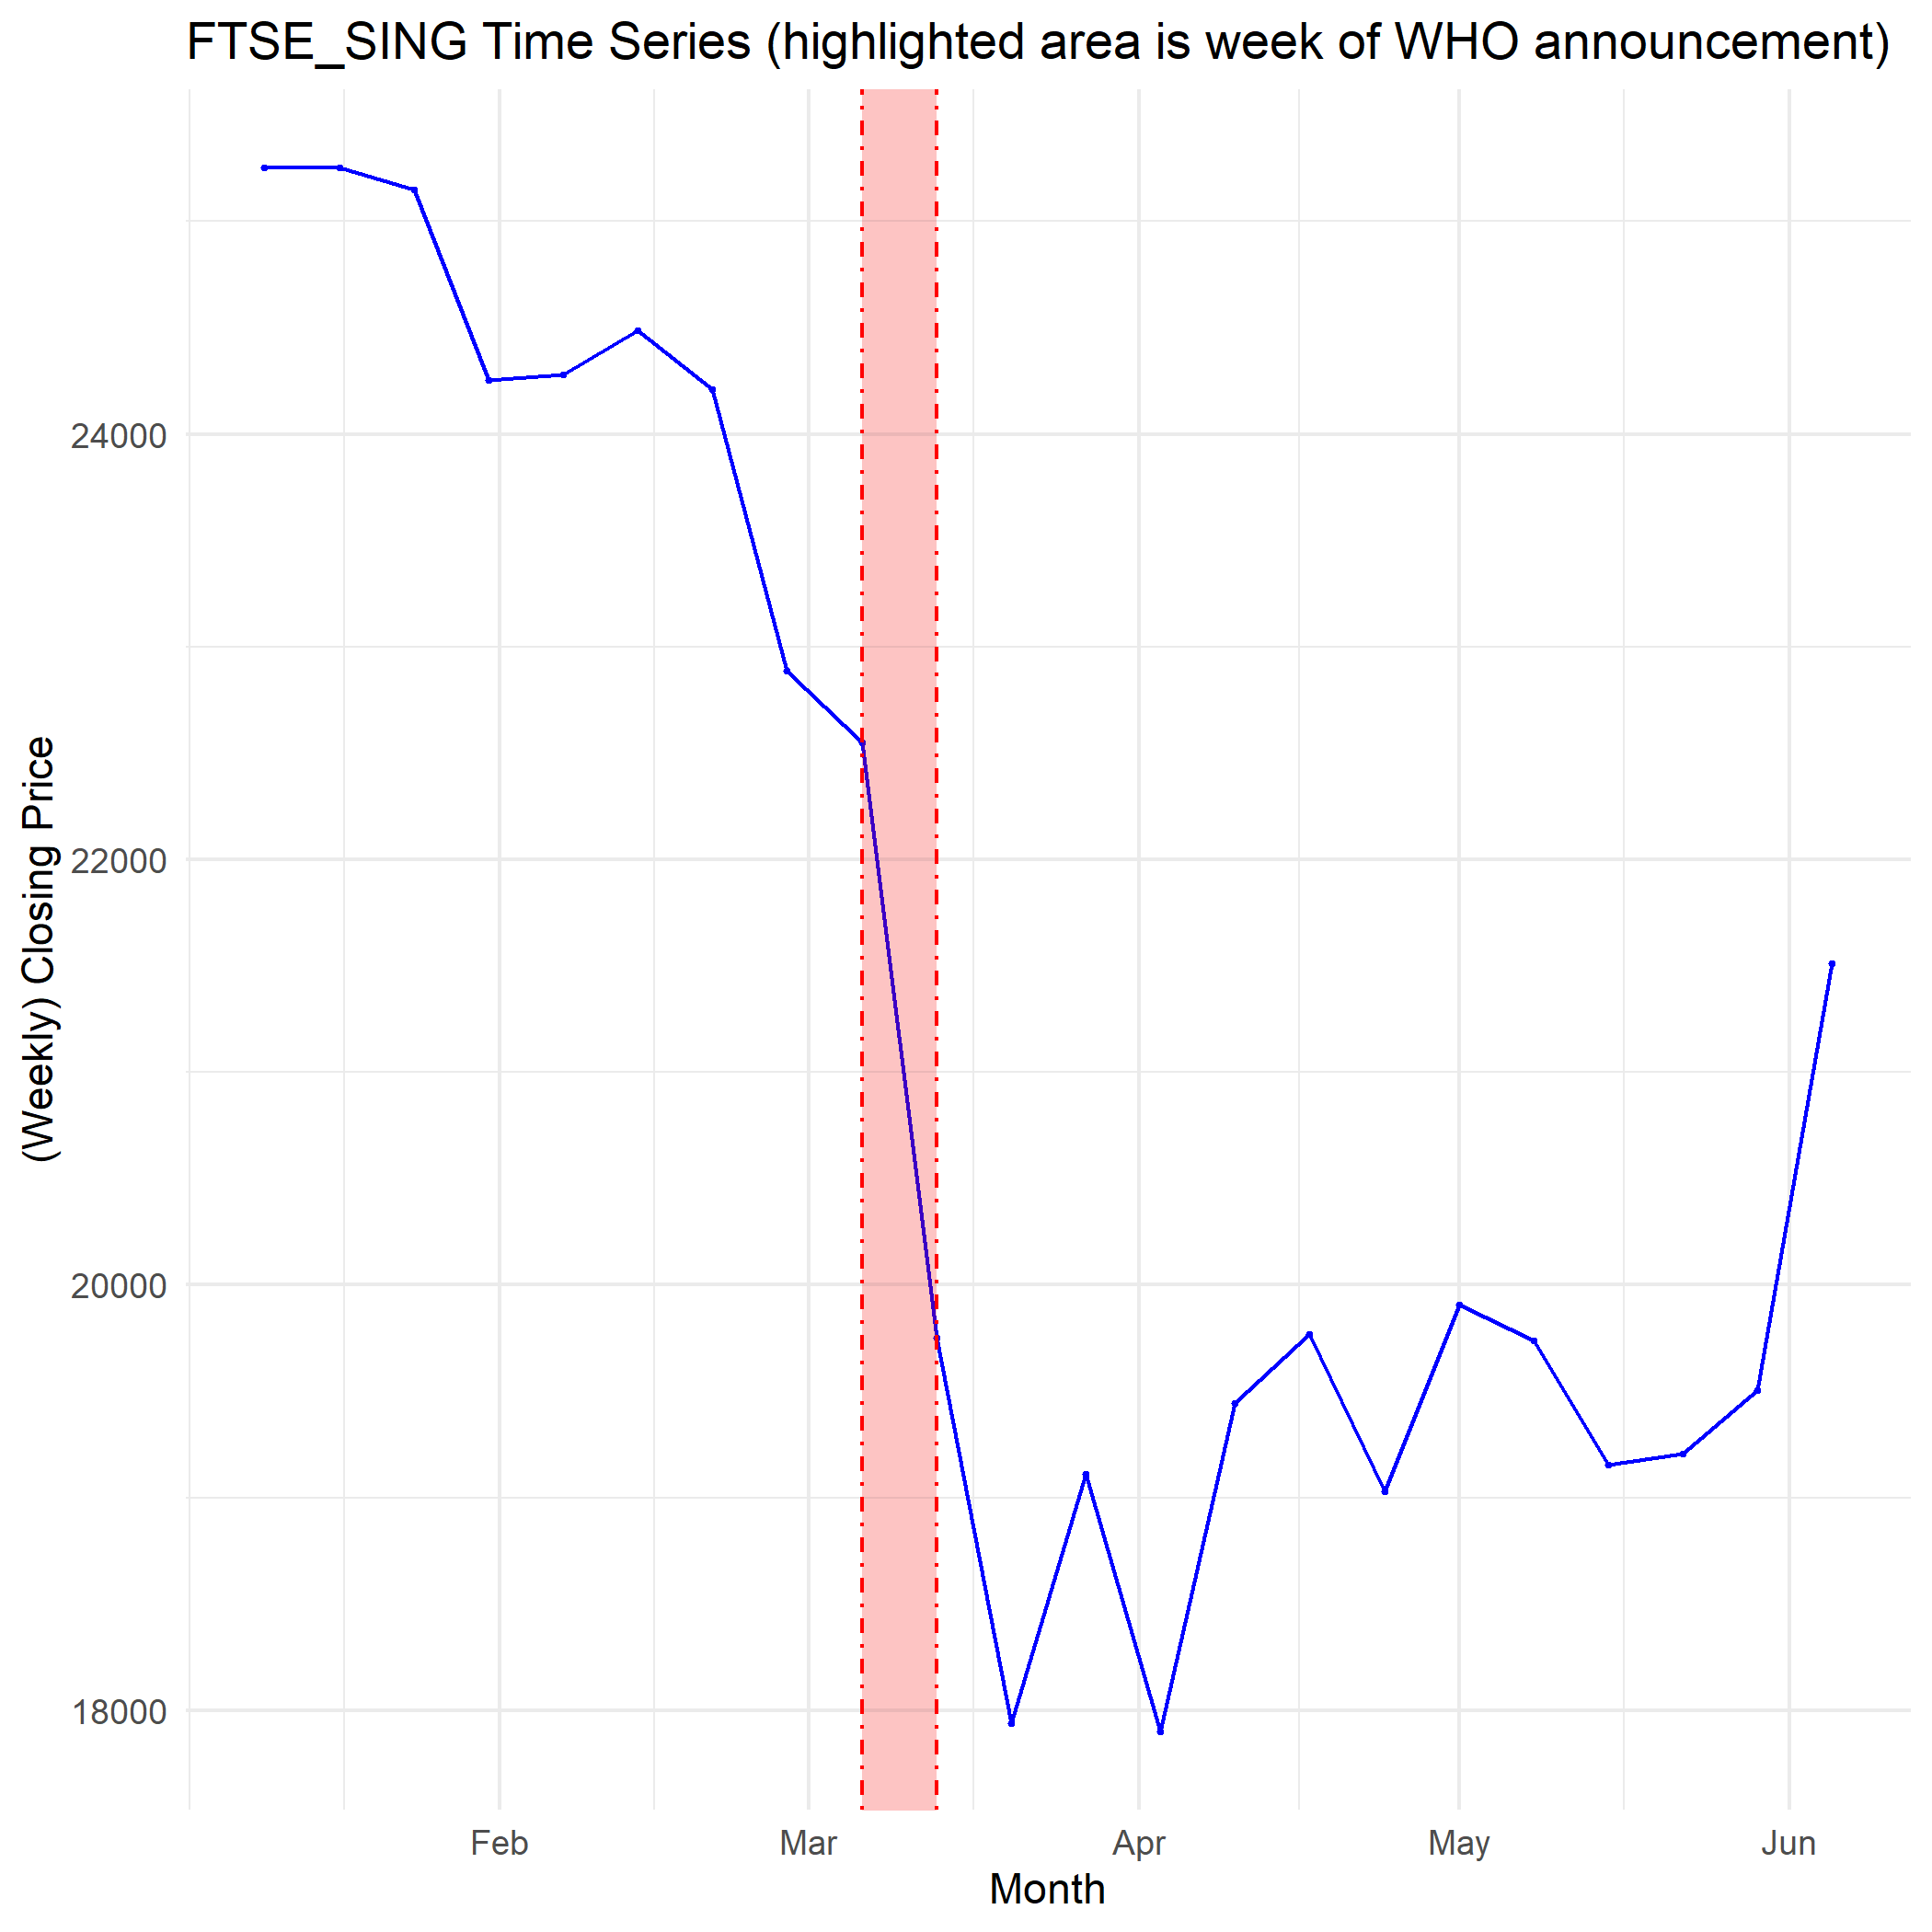 FTSE_SING Time Series (highlighted area is week of WHO announcement)
(Weekly) Closing Price
24000
22000
20000
18000
Feb Mar Apr May Jun
Month